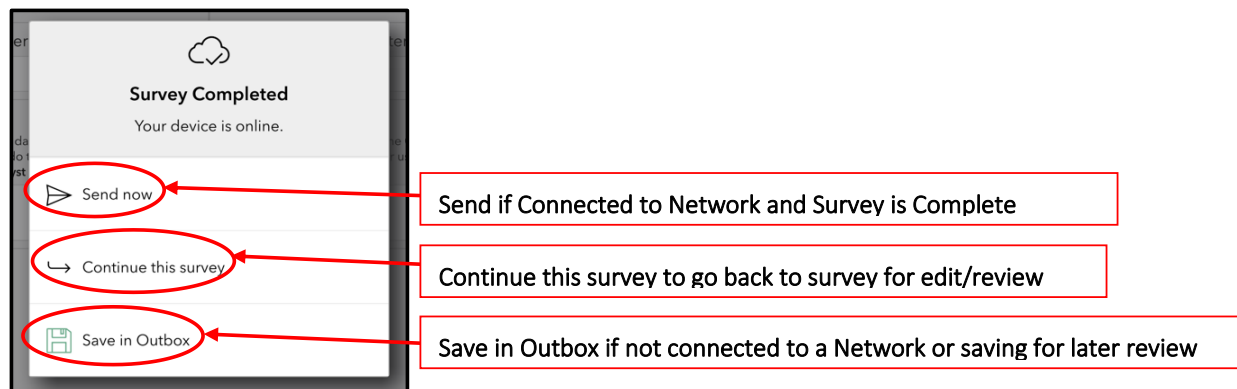 Survey Completed
Your device is online.
Send now
Send if Connected to Network and Survey is Complete
Continue this survey
Continue this survey to go back to survey for edit/review
Save in Outbox
Save in Outbox if not connected to a Network or saving for later review